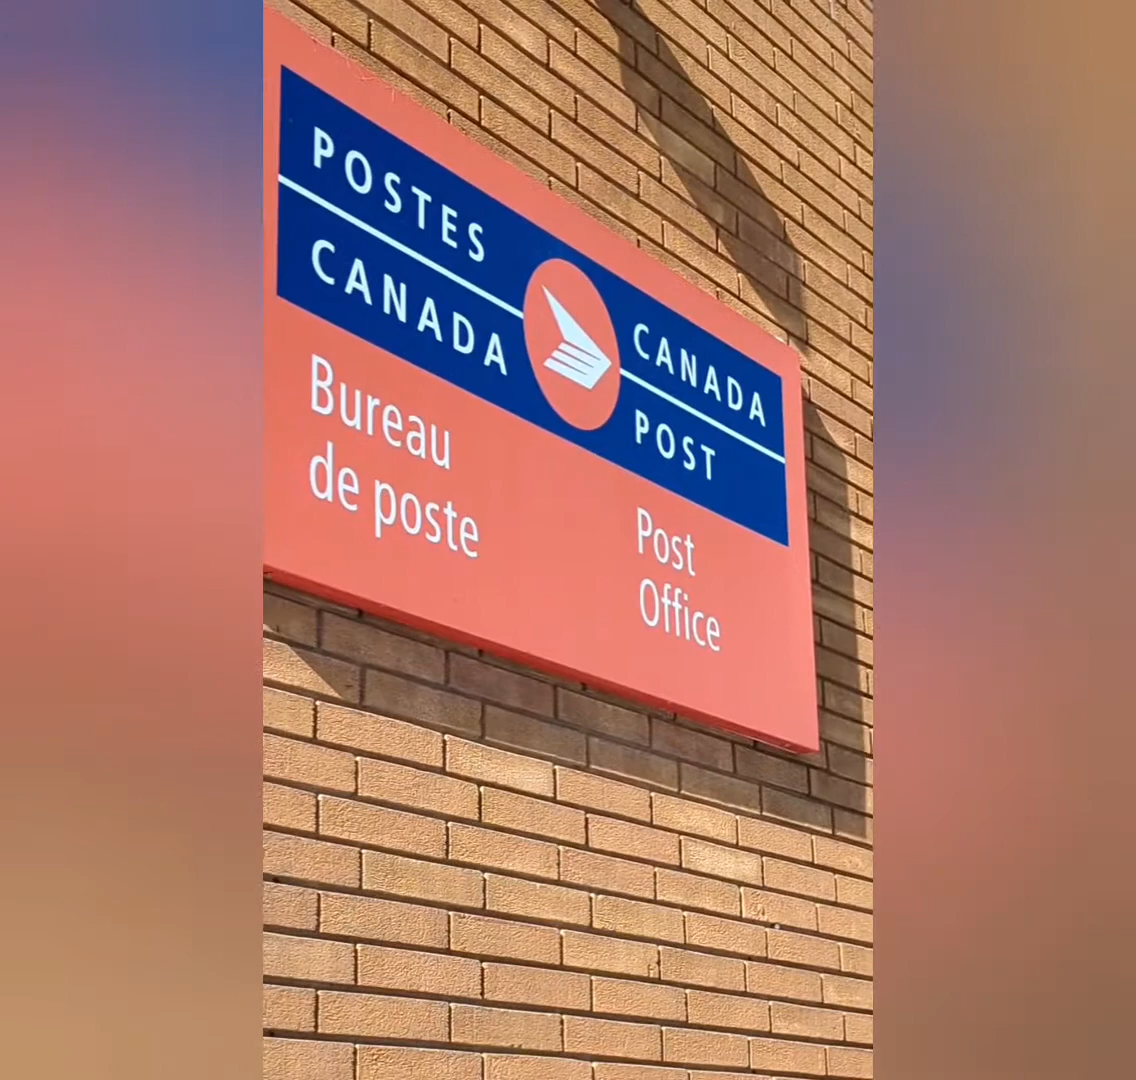 POSTES
CANADA
CANADA
POST
Bureau
de poste
Post
Office